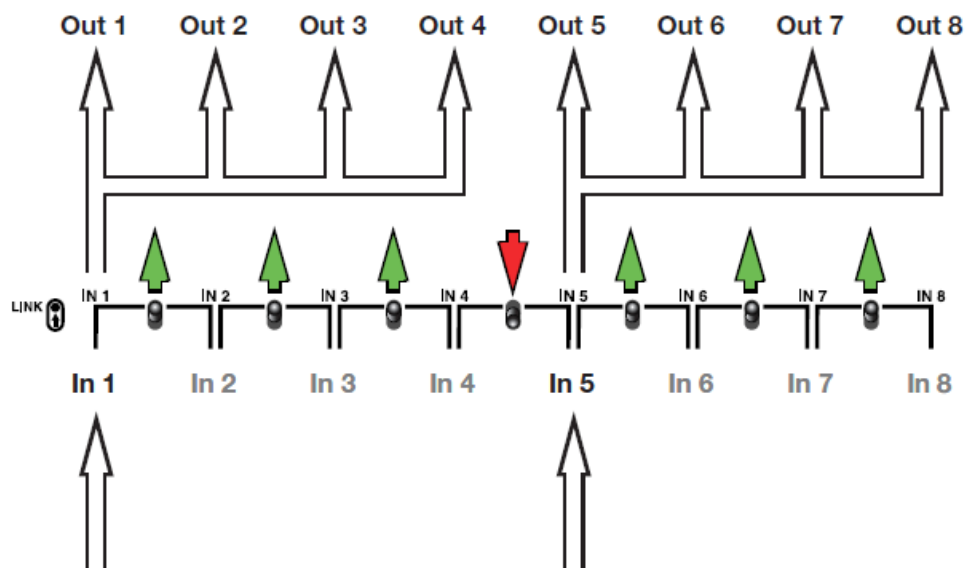 Out 1 Out 2 Out 3 Out 4 Out 5 Out 6 Out 7 Out 8
LINK IN 1 IN 2 IN 3 IN 4 IN 5 IN 6 IN 7 IN 8
In 1 In 2 In 3 In 4 In 5 In 6 In 7 In 8